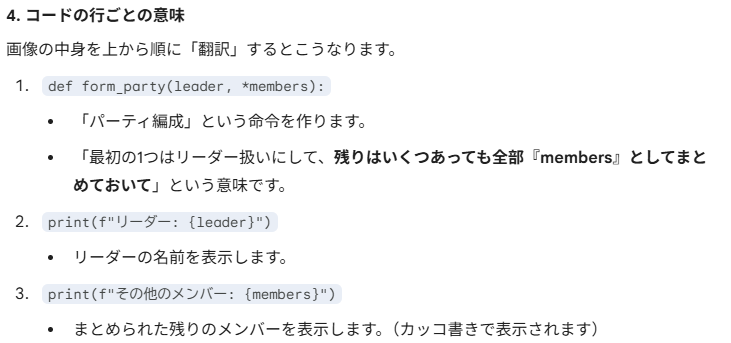 4. コードの行ごとの意味
画像の中身を上から順に「翻訳」するとこうなります。
1. def form_party(leader, *members):
• 「パーティ編成」という命令を作ります。
• 「最初の1つはリーダー扱いにして、残りはいくつあっても全部『members』としてまと
めておいて」という意味です。
2. print(f"リーダー: {leader}")
• リーダーの名前を表示します。
3. print(f"その他のメンバー: {members}")
• まとめられた残りのメンバーを表示します。（カッコ書きで表示されます）